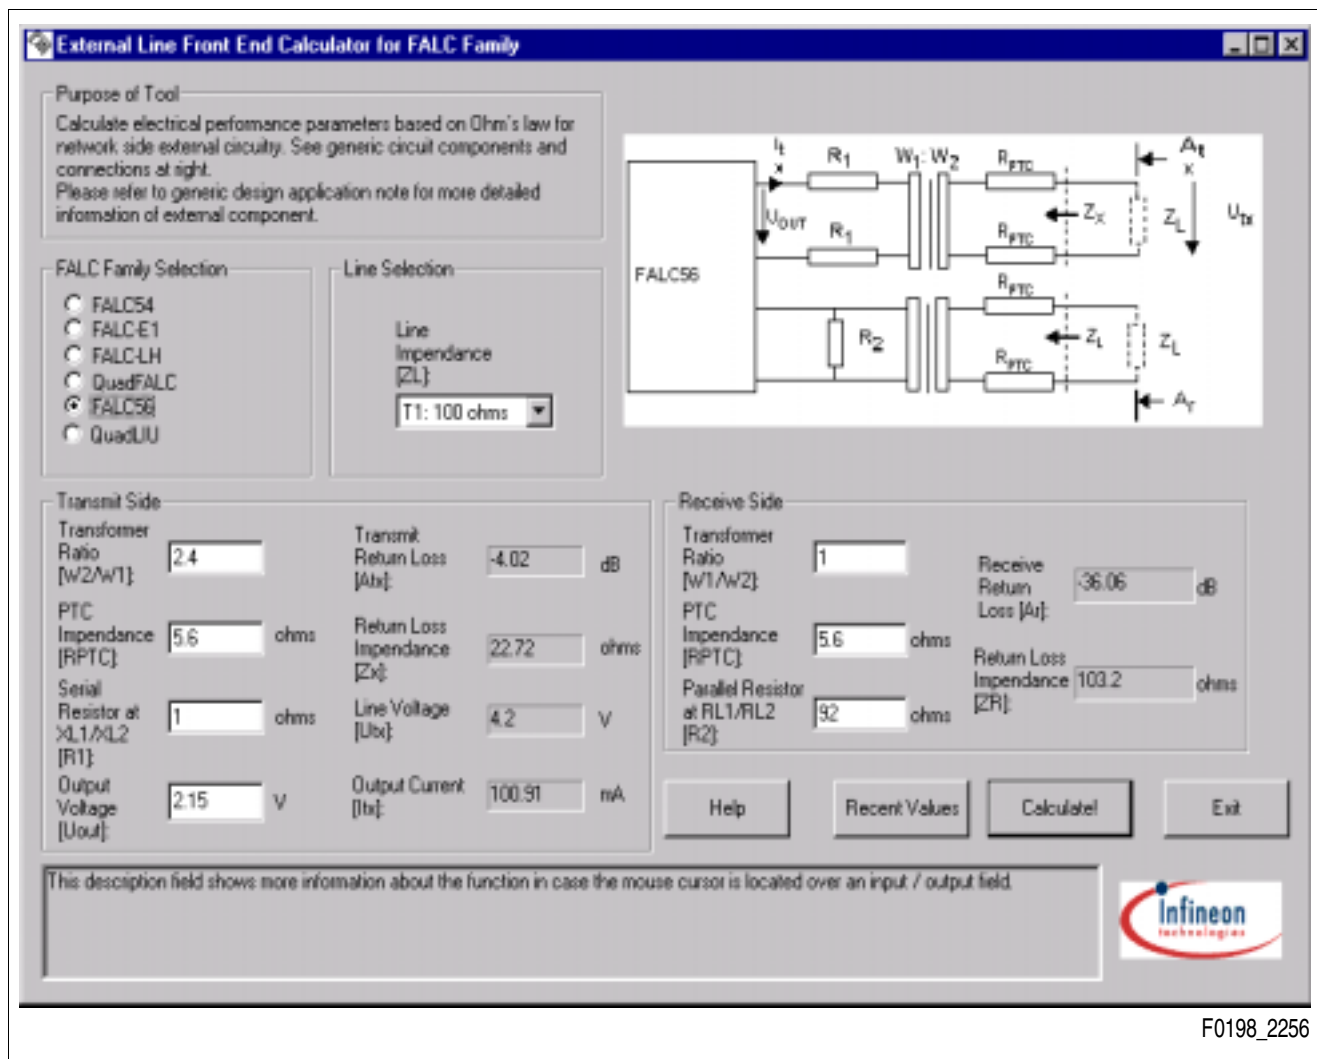 External Line Front End Calculator for FALC Family
Purpose of Tool
Calculate electrical performance parameters based on Ohm's law for
network side external circuity. See generic circuit components and
connections at right.
Please refer to generic design application note for more detailed
information of external component.
FALC Family Selection
FALC54
FALC-E1
FALC-LH
QuadFALC
FALC56
QuadLIU
Line Selection
Line
Impendance
[ZL]:
T1: 100 ohms
FALC56
It
x
UOUT
R1
R1
W1: W2
RPTC
RPTC
ZX
ZL
At
x
Utx
R2
RPTC
RPTC
ZL
ZL
Ar
Transmit Side
Transformer
Ratio
[W2/W1]:
2.4
PTC
Impendance
[RPTC]:
5.6
ohms
Serial
Resistor at
XL1/XL2
[R1]:
1
ohms
Output
Voltage
[Uout]:
2.15
V
Transmit
Return Loss
[Atx]:
-4.02
dB
Return Loss
Impendance
[Zx]:
22.72
ohms
Line Voltage
[Utx]:
4.2
V
Output Current
[Itx]:
100.91
mA
Receive Side
Transformer
Ratio
[W1/W2]:
1
PTC
Impendance
[RPTC]:
5.6
ohms
Parallel Resistor
at RL1/RL2
[R2]:
92
ohms
Receive
Return
Loss [Ar]:
-36.06
dB
Return Loss
Impendance
[ZR]:
103.2
ohms
Help
Recent Values
Calculate!
Exit
This description field shows more information about the function in case the mouse cursor is located over an input / output field.
Infineon
technologies
F0198_2256